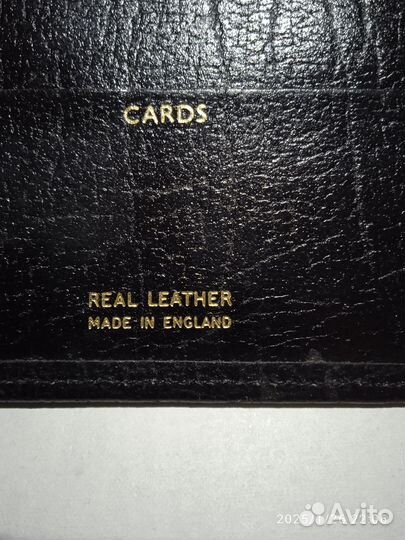 CARDS
REAL LEATHER
MADE IN ENGLAND
Avito